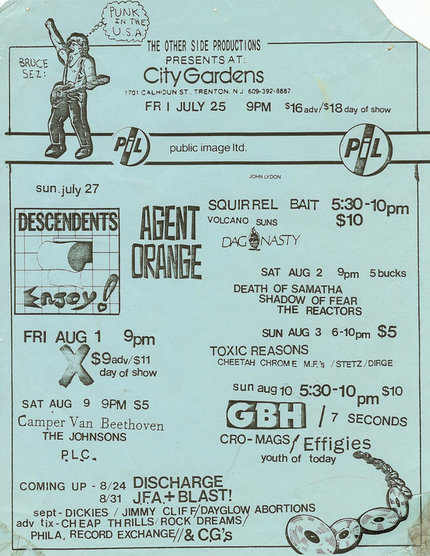 PUNK
IN THE
U.S.A
BRUCE
SEZ:
THE OTHER SIDE PRODUCTIONS
PRESENTS AT:
City Gardens
1701 CALHOUN ST., TRENTON, N.J 609-392-8887
FRI JULY 25 9PM $16 adv/$18 day of show
PiL public image ltd. PiL
JOHN LYDON
sun. july 27
DESCENDENTS
Enjoy!
AGENT
ORANGE
SQUIRREL BAIT 5:30-10pm
VOLCANO SUNS $10
DAG NASTY
SAT AUG 2 9pm 5 bucks
DEATH OF SAMATHA
SHADOW OF FEAR
THE REACTORS
FRI AUG 1 9pm
X $9adv/$11
day of show
SUN AUG 3 6-10pm $5
TOXIC REASONS
CHEETAH CHROME M.F.'s / STETZ / DIRGE
SAT AUG 9 9PM $5
Camper Van Beethoven
THE JOHNSONS
P.L.C.
sun aug 10 5:30-10pm $10
GBH / 7 SECONDS
CRO-MAGS / Effigies
youth of today
COMING UP - 8/24 DISCHARGE
8/31 J.F.A. + BLAST!
sept - DICKIES / JIMMY CLIFF / DAYGLOW ABORTIONS
adv tix - CHEAP THRILLS / ROCK DREAMS /
PHILA. RECORD EXCHANGE // & CG's